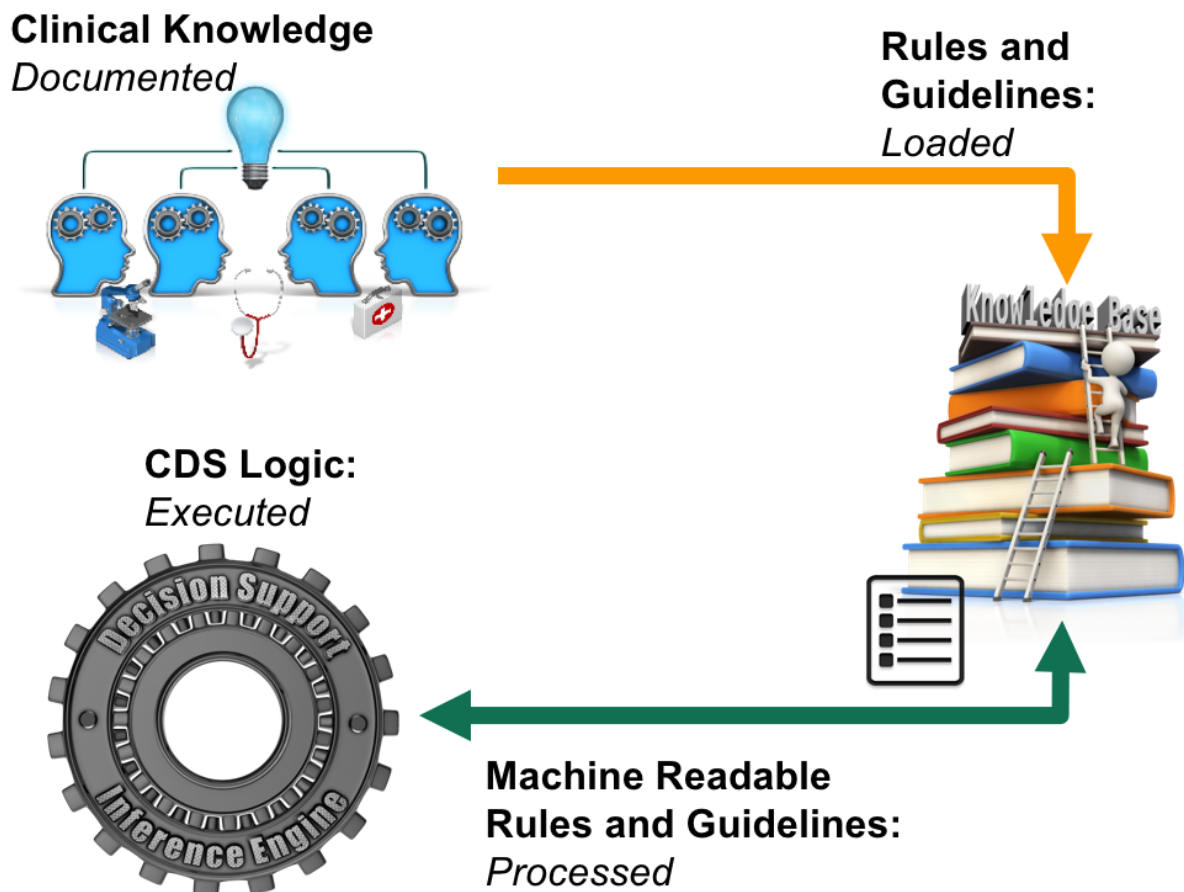 Clinical Knowledge
Documented
Rules and
Guidelines:
Loaded
Knowledge Base
CDS Logic:
Executed
Decision Support
Inference Engine
Machine Readable
Rules and Guidelines:
Processed